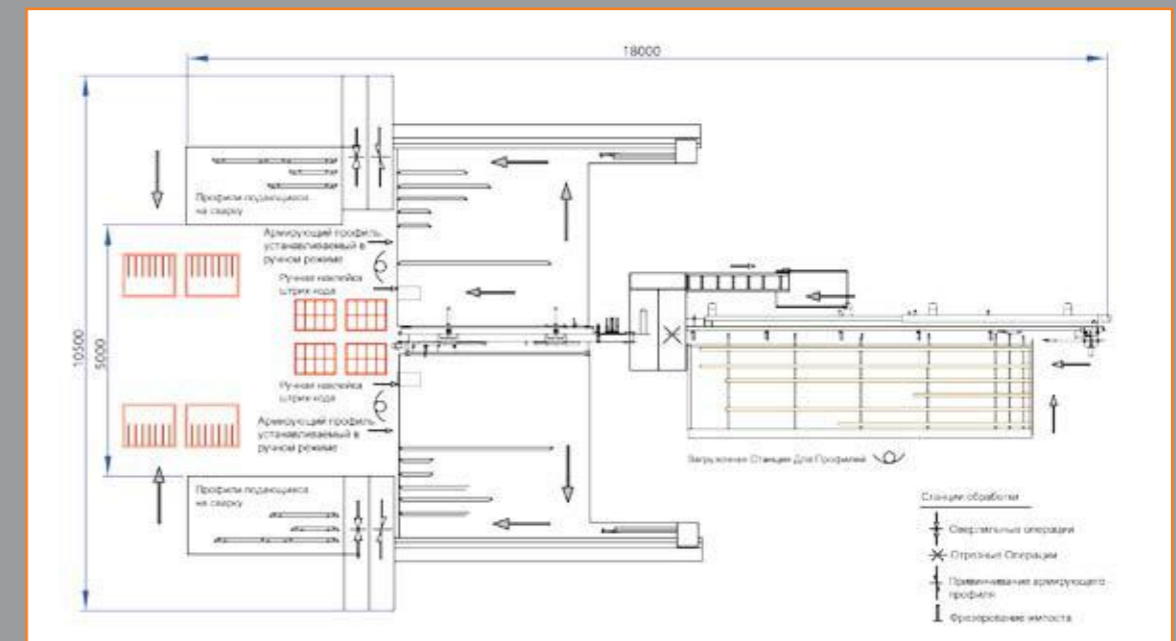 18000
Профили подающиеся
на сварку
Армирующий профиль
устанавливаемый в
ручном режиме
Ручная наклейка
штрих кода
10500
5000
Ручная наклейка
штрих кода
Армирующий профиль
устанавливаемый в
ручном режиме
Загрузочная Станция Для Профилей
Профили подающиеся
на сварку
Станции обработки
Сверлильные операции
Отрезные Операции
Привинчивание армирующего
профиля
Фрезерование импоста